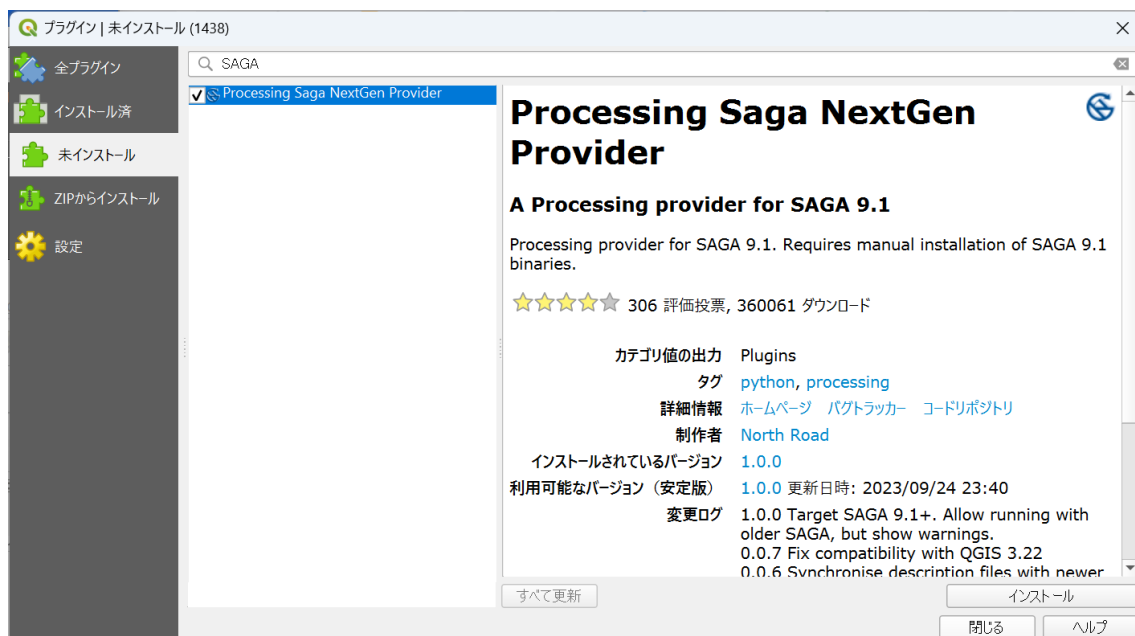 プラグイン | 未インストール (1438)
全プラグイン
インストール済
未インストール
ZIPからインストール
設定
SAGA
Processing Saga NextGen Provider
Processing Saga NextGen
Provider
A Processing provider for SAGA 9.1
Processing provider for SAGA 9.1. Requires manual installation of SAGA 9.1
binaries.
306 評価投票, 360061 ダウンロード
カテゴリ値の出力 Plugins
タグ python, processing
詳細情報 ホームページ バグトラッカー コードリポジトリ
制作者 North Road
インストールされているバージョン 1.0.0
利用可能なバージョン（安定版） 1.0.0 更新日時: 2023/09/24 23:40
変更ログ 1.0.0 Target SAGA 9.1+. Allow running with
older SAGA, but show warnings.
0.0.7 Fix compatibility with QGIS 3.22
0.0.6 Synchronise description files with newer
すべて更新
インストール
閉じる
ヘルプ